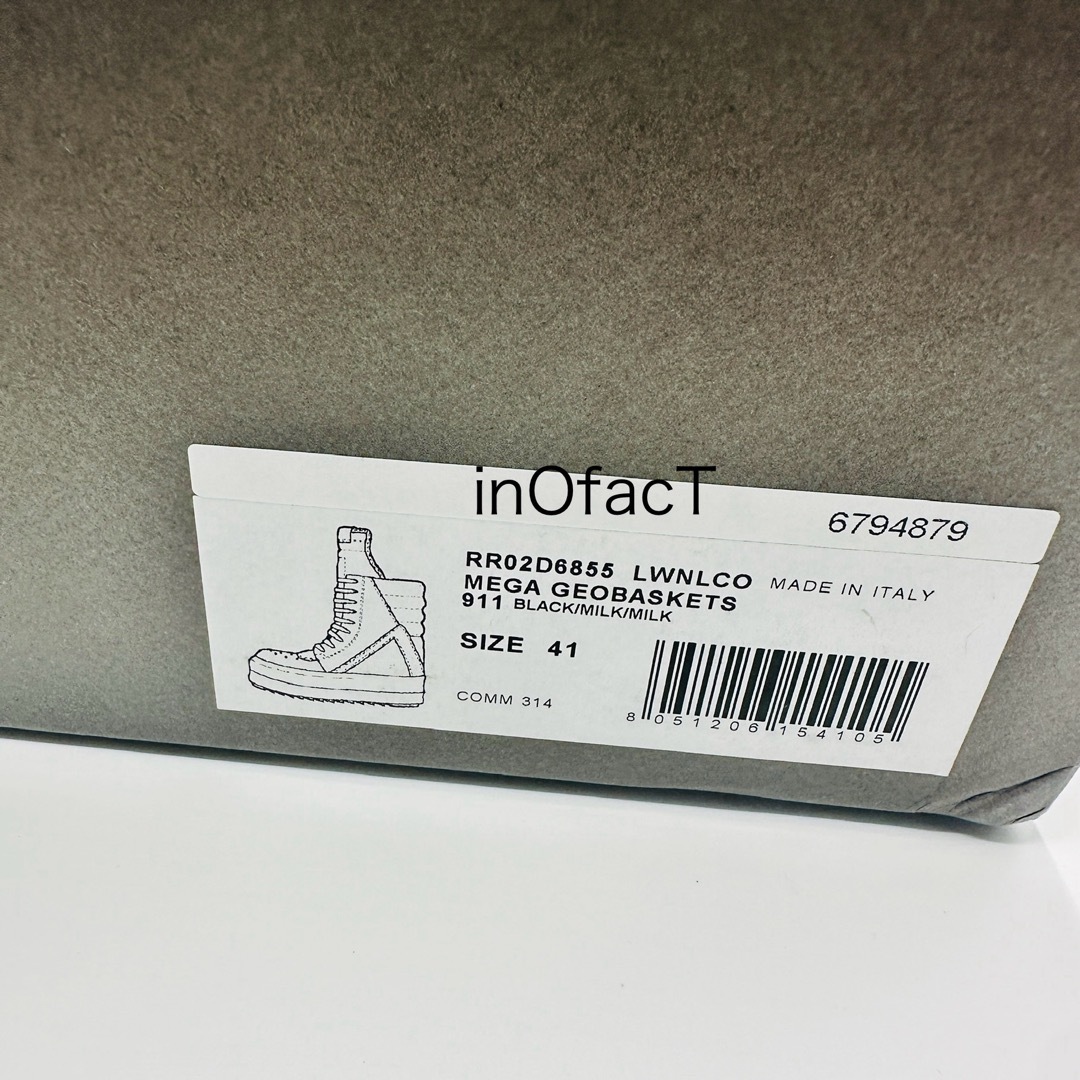 inOfacT
6794879
RR02D6855 LWNLCO MADE IN ITALY
MEGA GEOBASKETS
911 BLACK/MILK/MILK
SIZE 41
COMM 314
8 051206 154105